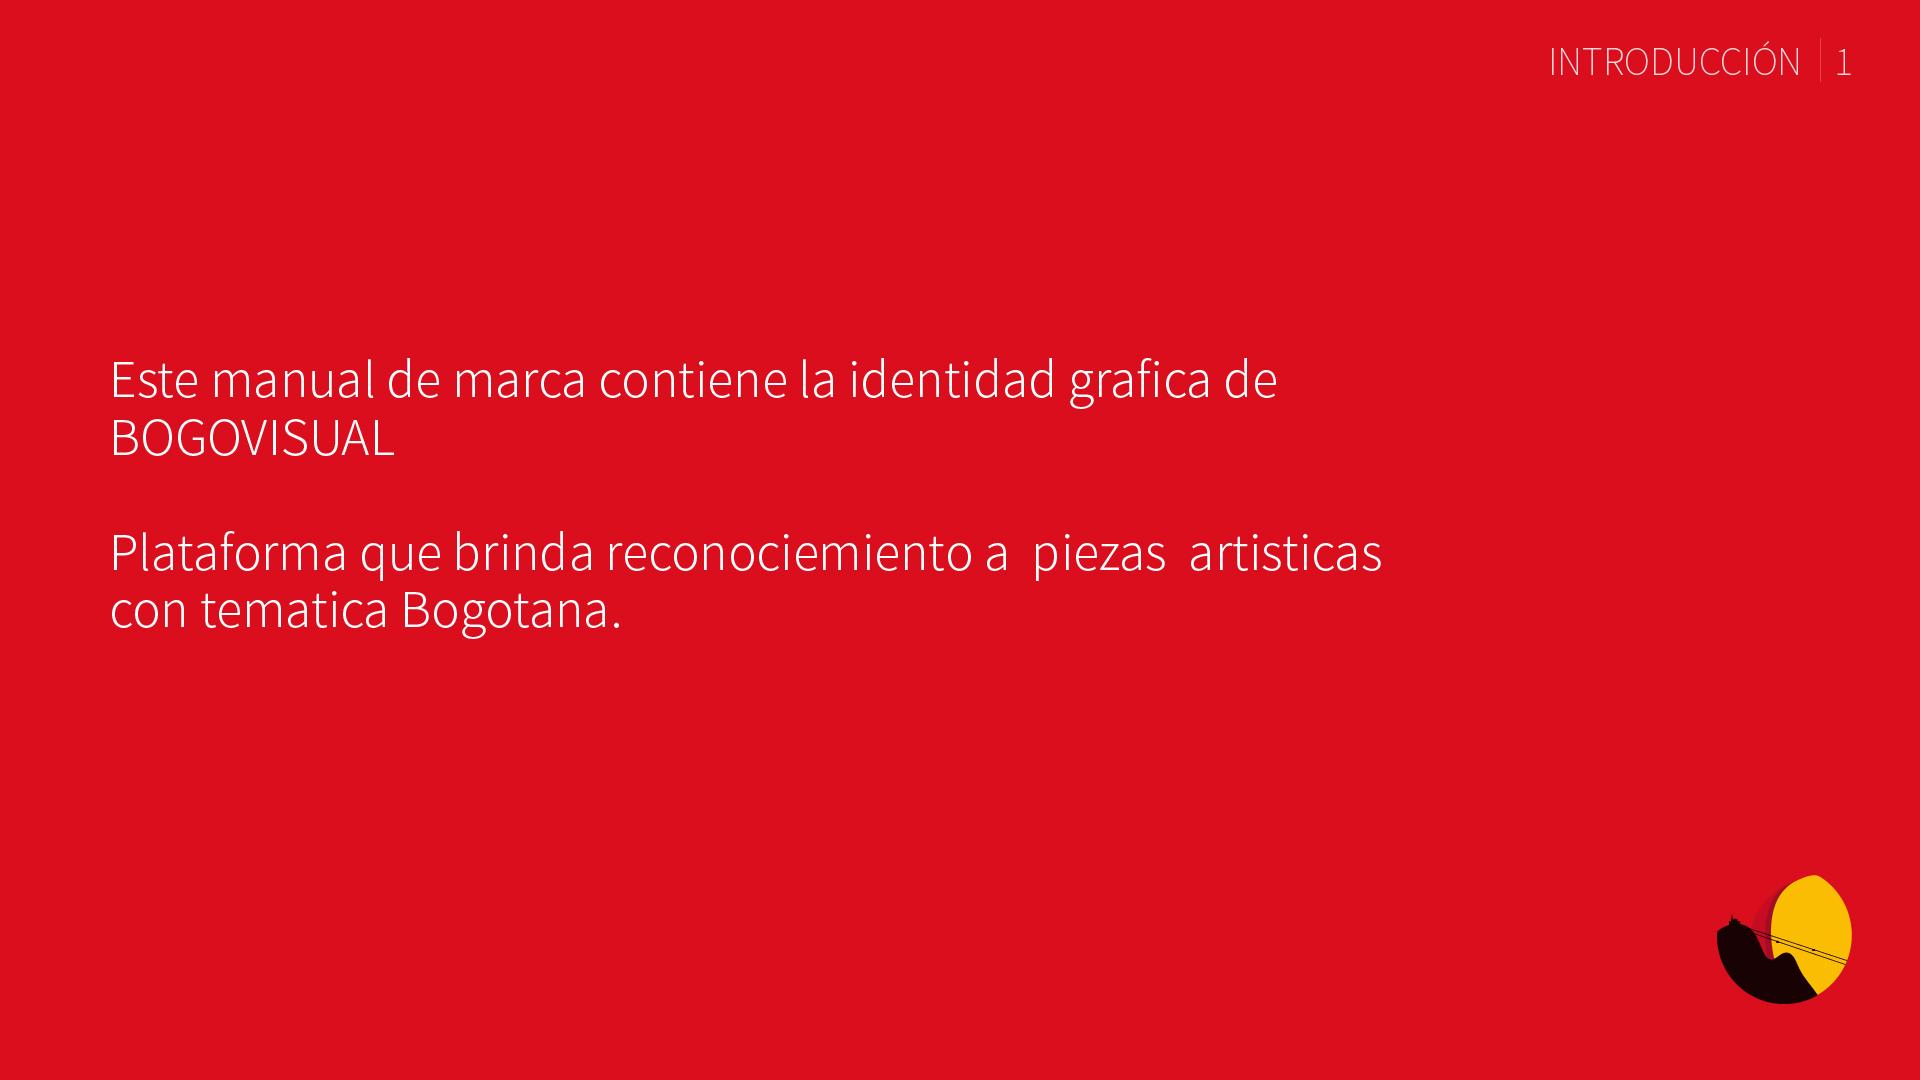 INTRODUCCIÓN | 1
Este manual de marca contiene la identidad grafica de
BOGOVISUAL
Plataforma que brinda reconociemiento a  piezas  artisticas
con tematica Bogotana.